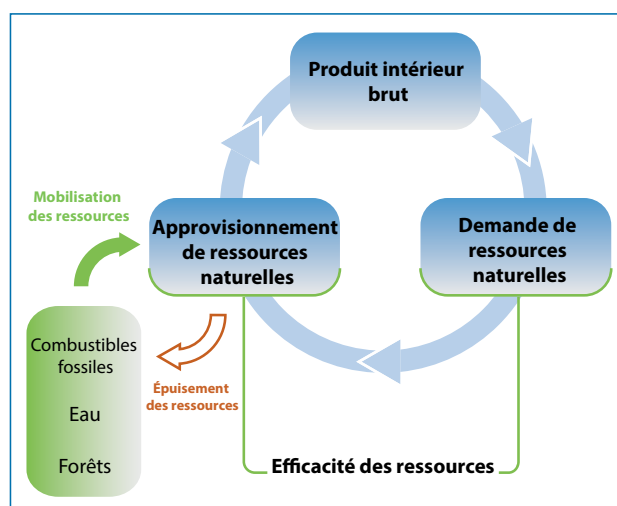 Produit intérieur
brut
Mobilisation
des ressources
Approvisionnement
de ressources
naturelles
Demande de
ressources
naturelles
Combustibles
fossiles
Eau
Forêts
Épuisement
des ressources
Efficacité des ressources